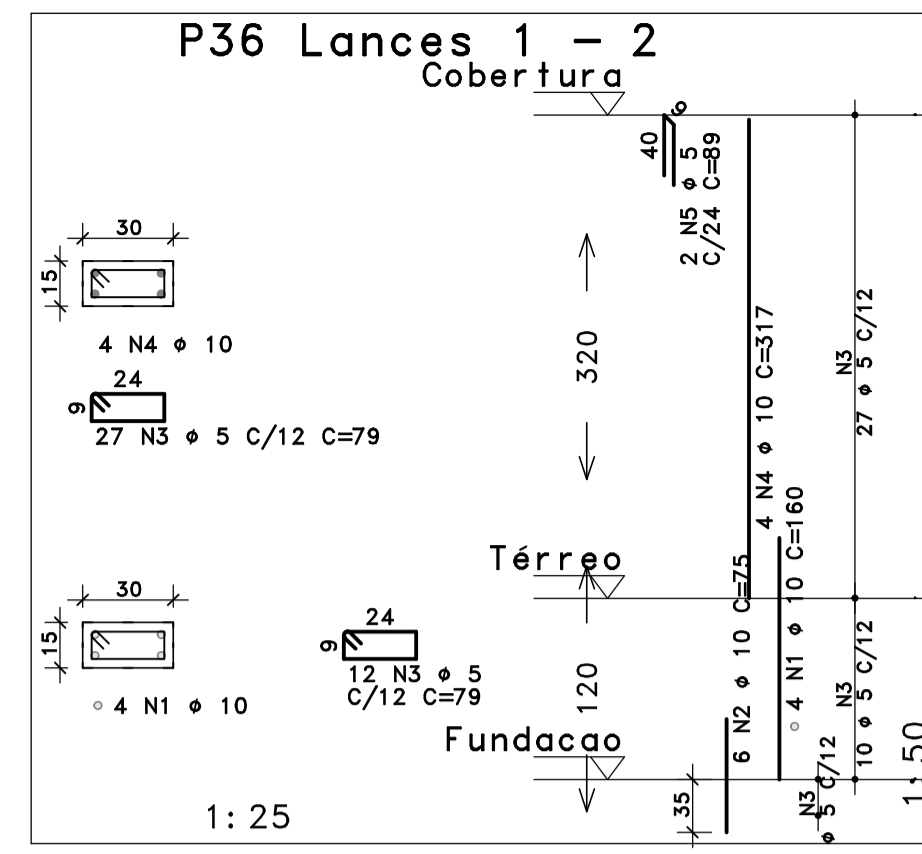 P36 Lances 1 - 2
Cobertura
40
6
2 N5 ø 5
C/24 C=89
30
15
4 N4 ø 10
24
9
27 N3 ø 5 C/12 C=79
320
4 N4 ø 10 C=317
N3
27 ø 5 C/12
Térreo
30
15
4 N1 ø 10
24
9
12 N3 ø 5
C/12 C=79
120
6 N2 ø 10 C=75
4 N1 ø 10 C=160
N3
10 ø 5 C/12
Fundacao
35
N3
ø 5 C/12
1:25
1:50